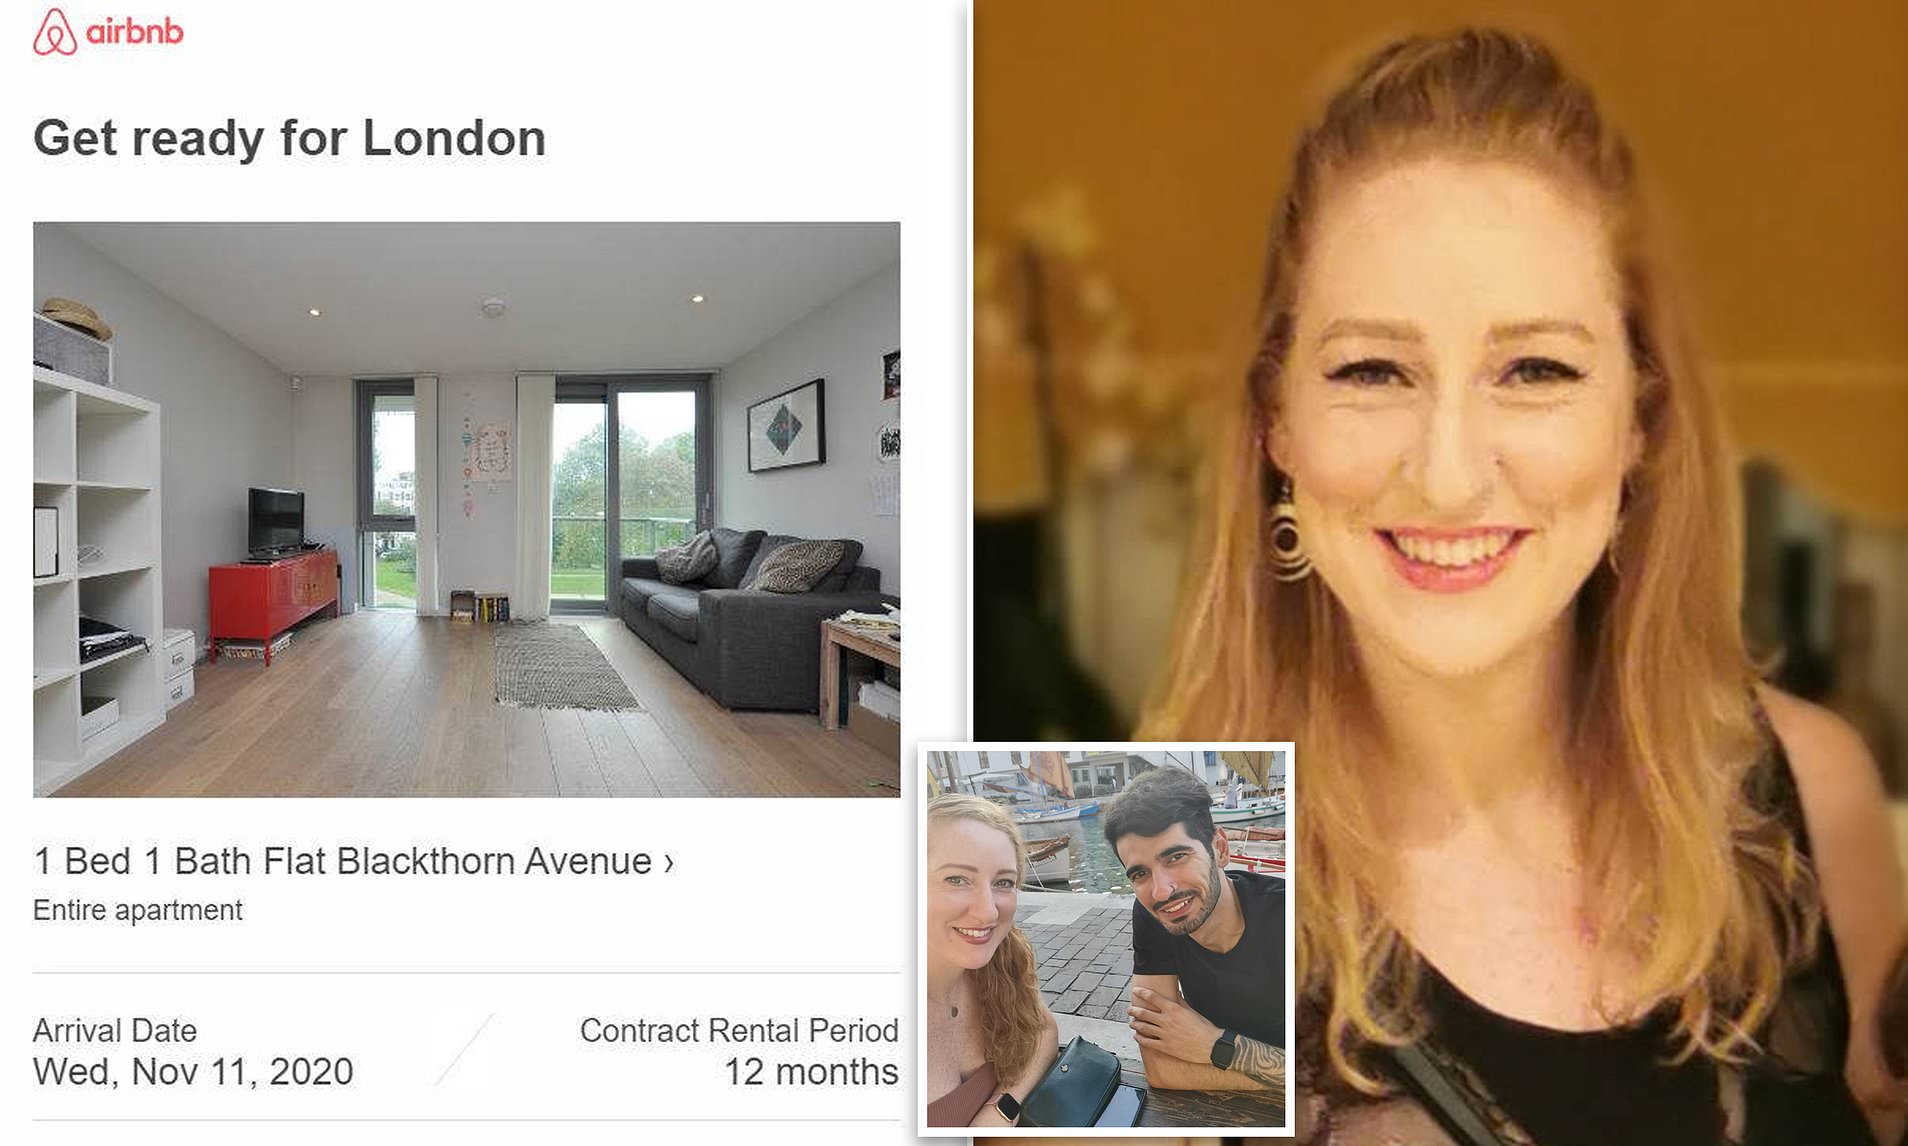 airbnb
Get ready for London
1 Bed 1 Bath Flat Blackthorn Avenue ›
Entire apartment
Arrival Date
Wed, Nov 11, 2020
Contract Rental Period
12 months